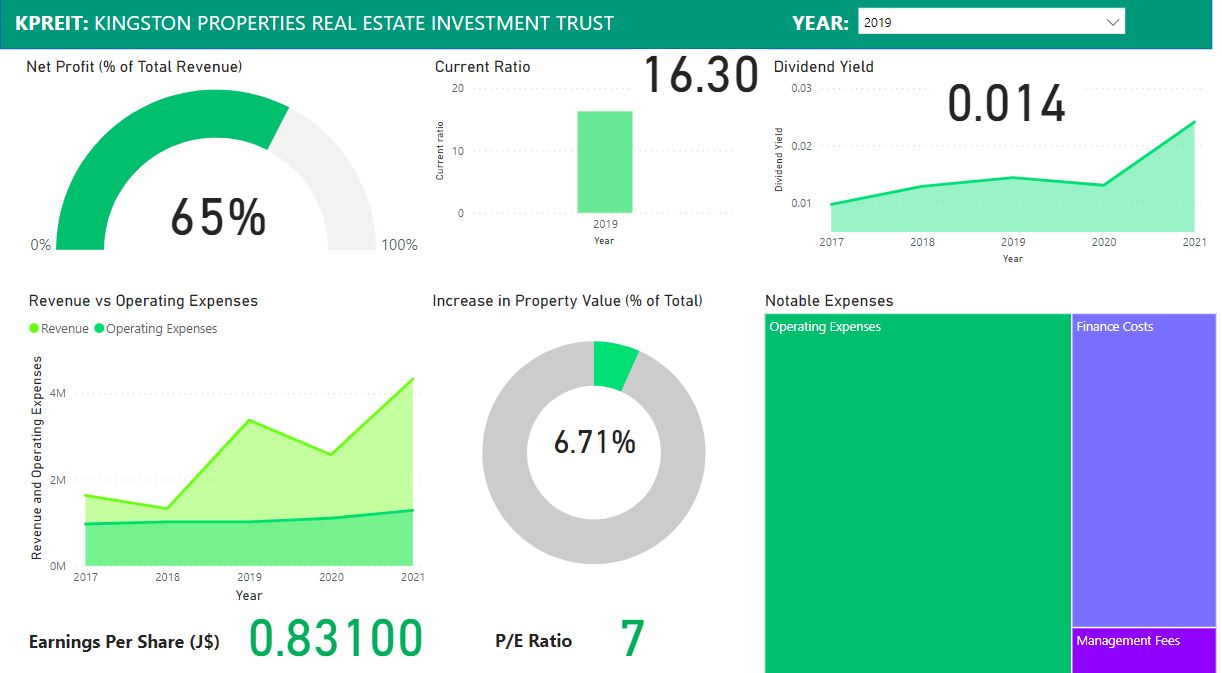 KPREIT: KINGSTON PROPERTIES REAL ESTATE INVESTMENT TRUST
YEAR:
2019
Net Profit (% of Total Revenue)
65%
0%
100%
Current Ratio
16.30
20
10
0
Current ratio
2019
Year
Dividend Yield
0.014
0.03
0.02
0.01
Dividend Yield
2017 2018 2019 2020 2021
Year
Revenue vs Operating Expenses
Revenue Operating Expenses
4M
2M
0M
Revenue and Operating Expenses
2017 2018 2019 2020 2021
Year
Increase in Property Value (% of Total)
6.71%
Notable Expenses
Operating Expenses
Finance Costs
Management Fees
Earnings Per Share (J$) 0.83100
P/E Ratio 7